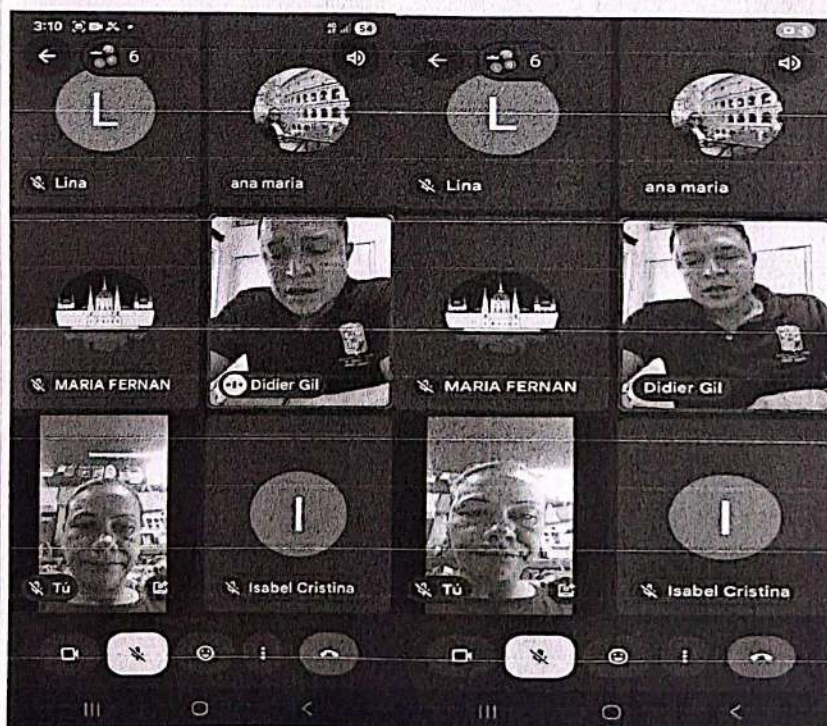 3:10 54
6
6
L
L
Lina
ana maria
Lina
ana maria
MARIA FERNAN
Didier Gil
MARIA FERNAN
Didier Gil
Tú
I
Isabel Cristina
Tú
I
Isabel Cristina